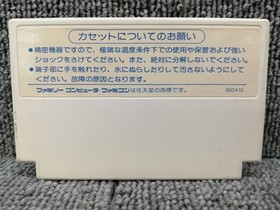 カセットについてのお願い
●精密機器ですので、極端な温度条件下での使用や保管および強い
ショックをさけてください。また、絶対に分解しないでください。
●端子部に手を触れたり、水にぬらしたりして汚さないようにして
ください。故障の原因となります。
ファミリーコンピュータ・ファミコンは任天堂の商標です。